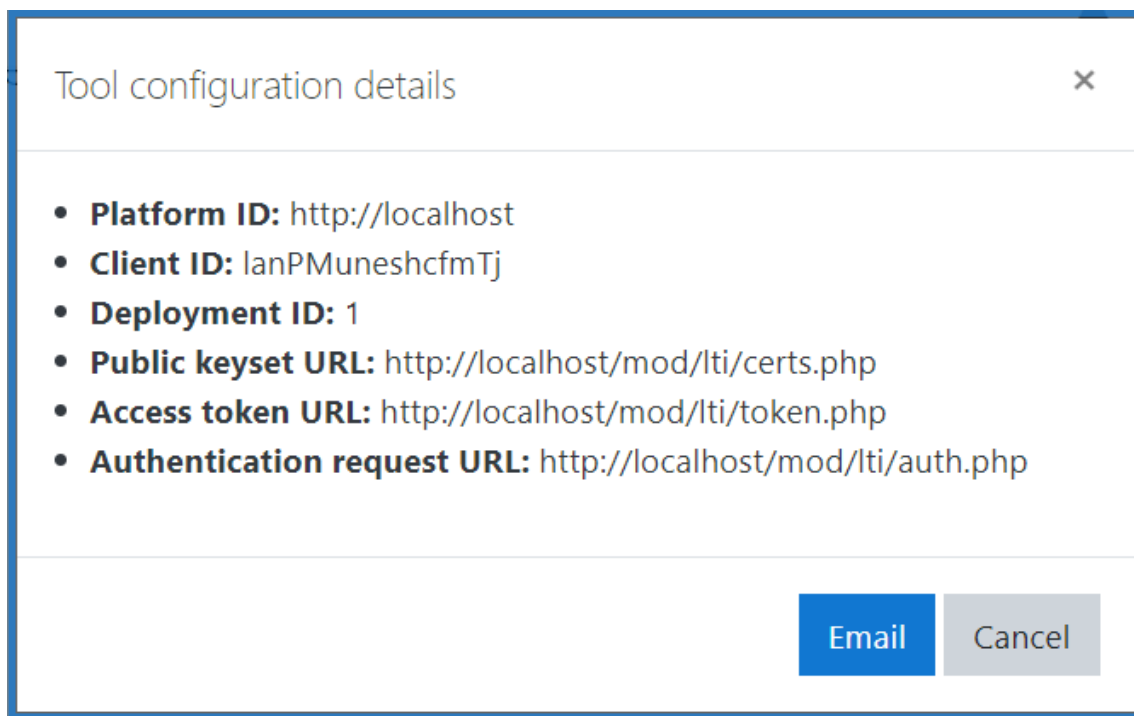 Tool configuration details ×
• Platform ID: http://localhost
• Client ID: lanPMuneshcfmTj
• Deployment ID: 1
• Public keyset URL: http://localhost/mod/lti/certs.php
• Access token URL: http://localhost/mod/lti/token.php
• Authentication request URL: http://localhost/mod/lti/auth.php
Email Cancel